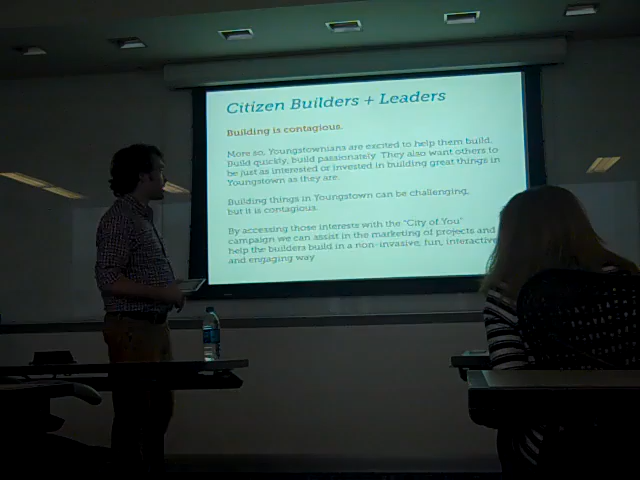 Citizen Builders + Leaders
Building is contagious.
More so, Youngstownians are excited to help them build.
Build quickly, build passionately. They also want others to
be just as interested or invested in building great things in
Youngstown as they are.
Building things in Youngstown can be challenging,
but it is contagious.
By accessing those interests with the "City of You"
campaign we can assist in the marketing of projects and
help the builders build in a non-invasive, fun, interactive
and engaging way